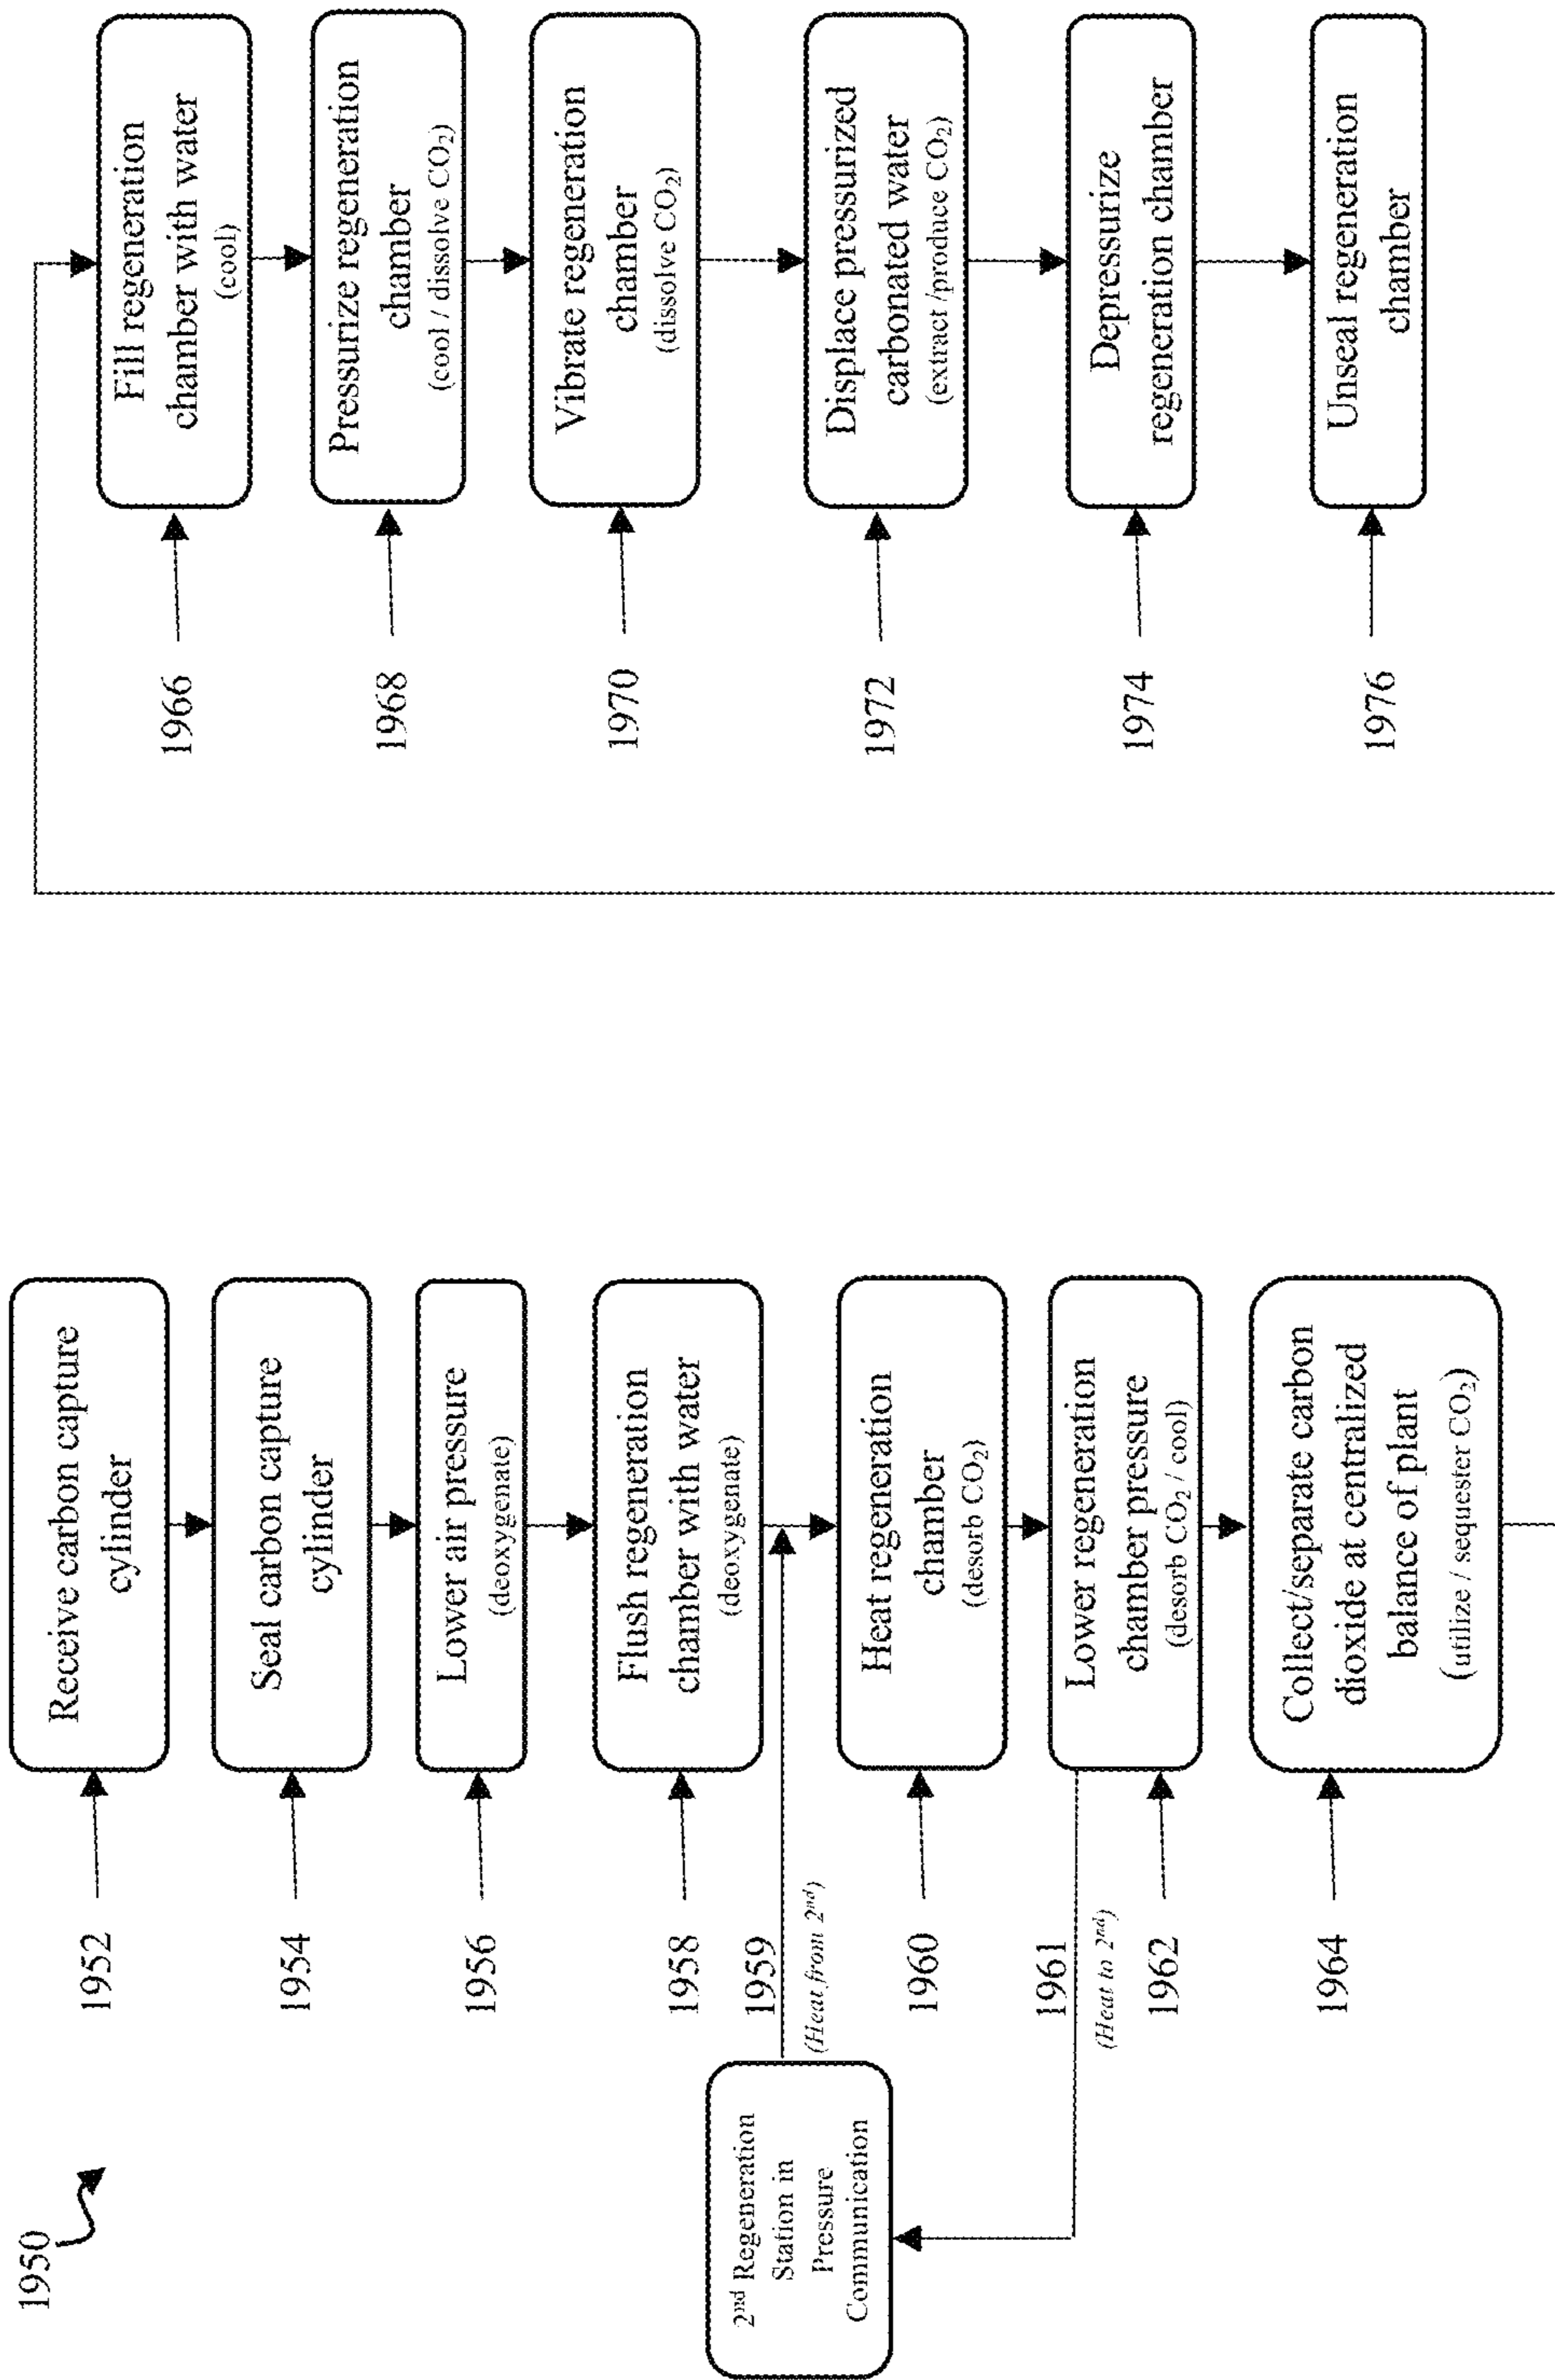 1950
1952
Receive carbon capture
cylinder
1954
Seal carbon capture
cylinder
1956
Lower air pressure
(deoxygenate)
1958
Flush regeneration
chamber with water
(deoxygenate)
1959
(Heat from 2nd)
2nd Regeneration
Station in
Pressure
Communication
1960
Heat regeneration
chamber
(desorb CO₂)
1961
(Heat to 2nd)
1962
Lower regeneration
chamber pressure
(desorb CO₂ / cool)
1964
Collect/separate carbon
dioxide at centralized
balance of plant
(utilize / sequester CO₂)
1966
Fill regeneration
chamber with water
(cool)
1968
Pressurize regeneration
chamber
(cool / dissolve CO₂)
1970
Vibrate regeneration
chamber
(dissolve CO₂)
1972
Displace pressurized
carbonated water
(extract /produce CO₂)
1974
Depressurize
regeneration chamber
1976
Unseal regeneration
chamber